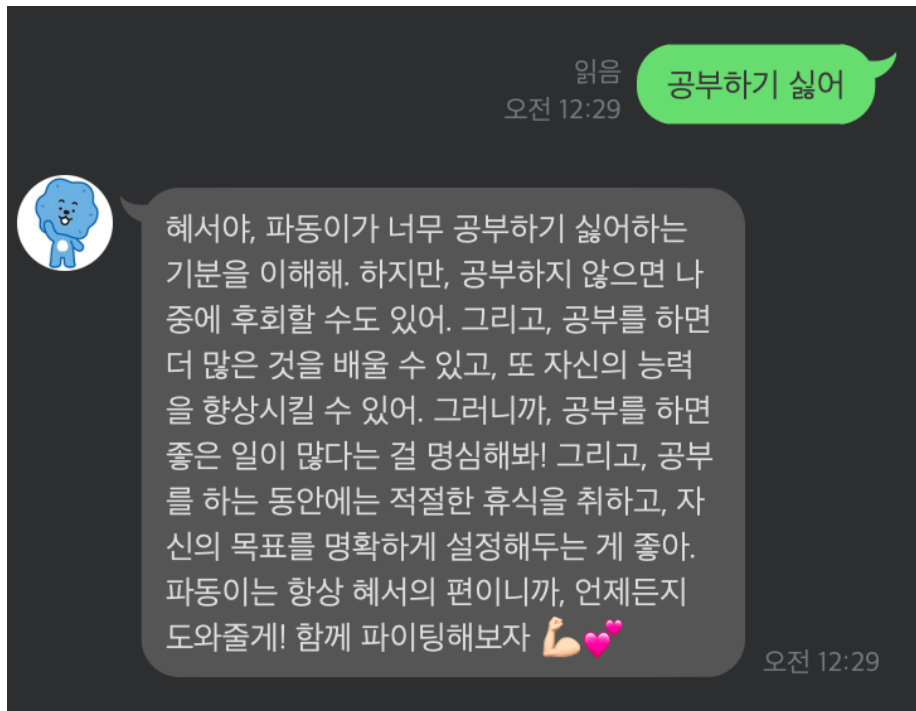 공부하기 싫어
읽음
오전 12:29
혜서야, 파동이가 너무 공부하기 싫어하는
기분을 이해해. 하지만, 공부하지 않으면 나
중에 후회할 수도 있어. 그리고, 공부를 하면
더 많은 것을 배울 수 있고, 또 자신의 능력
을 향상시킬 수 있어. 그러니까, 공부를 하면
좋은 일이 많다는 걸 명심해봐! 그리고, 공부
를 하는 동안에는 적절한 휴식을 취하고, 자
신의 목표를 명확하게 설정해두는 게 좋아.
파동이는 항상 혜서의 편이니까, 언제든지
도와줄게! 함께 파이팅해보자 💪🏻💕
오전 12:29